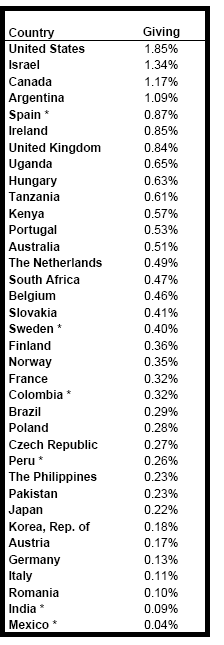 Country Giving
United States 1.85%
Israel 1.34%
Canada 1.17%
Argentina 1.09%
Spain * 0.87%
Ireland 0.85%
United Kingdom 0.84%
Uganda 0.65%
Hungary 0.63%
Tanzania 0.61%
Kenya 0.57%
Portugal 0.53%
Australia 0.51%
The Netherlands 0.49%
South Africa 0.47%
Belgium 0.46%
Slovakia 0.41%
Sweden * 0.40%
Finland 0.36%
Norway 0.35%
France 0.32%
Colombia * 0.32%
Brazil 0.29%
Poland 0.28%
Czech Republic 0.27%
Peru * 0.26%
The Philippines 0.23%
Pakistan 0.23%
Japan 0.22%
Korea, Rep. of 0.18%
Austria 0.17%
Germany 0.13%
Italy 0.11%
Romania 0.10%
India * 0.09%
Mexico * 0.04%